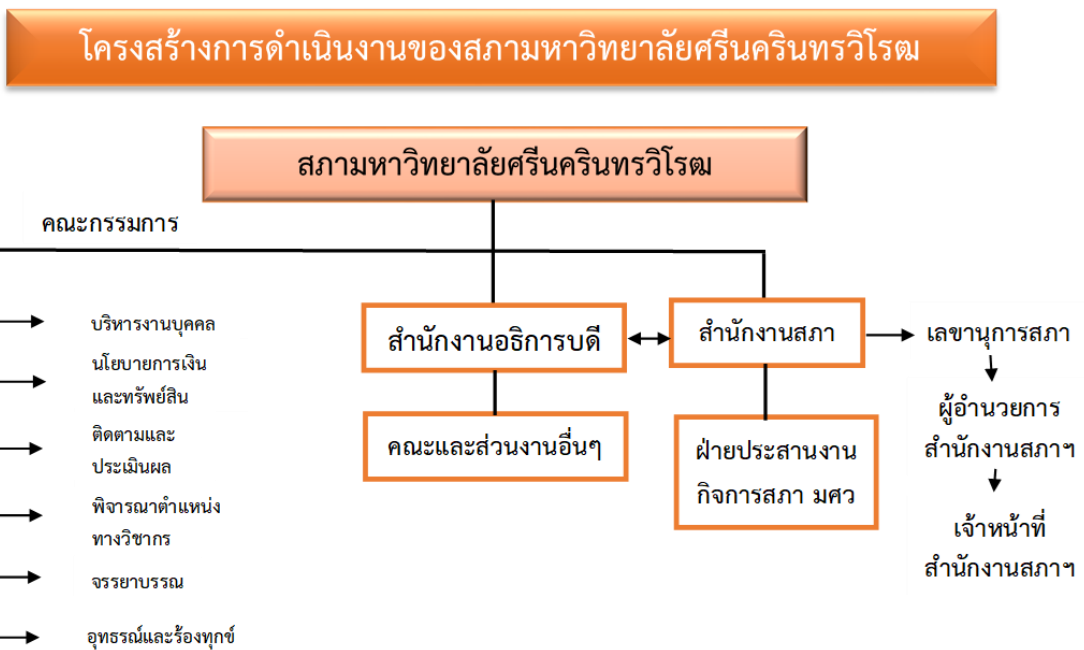 โครงสร้างการดำเนินงานของสภามหาวิทยาลัยศรีนครินทรวิโรฒ
สภามหาวิทยาลัยศรีนครินทรวิโรฒ
คณะกรรมการ
บริหารงานบุคคล
นโยบายการเงิน
และทรัพย์สิน
ติดตามและ
ประเมินผล
พิจารณาตำแหน่ง
ทางวิชากร
จรรยาบรรณ
อุทธรณ์และร้องทุกข์
สำนักงานอธิการบดี
คณะและส่วนงานอื่นๆ
สำนักงานสภา
ฝ่ายประสานงาน
กิจการสภา มศว
เลขานุการสภา
ผู้อำนวยการ
สำนักงานสภาฯ
เจ้าหน้าที่
สำนักงานสภาฯ